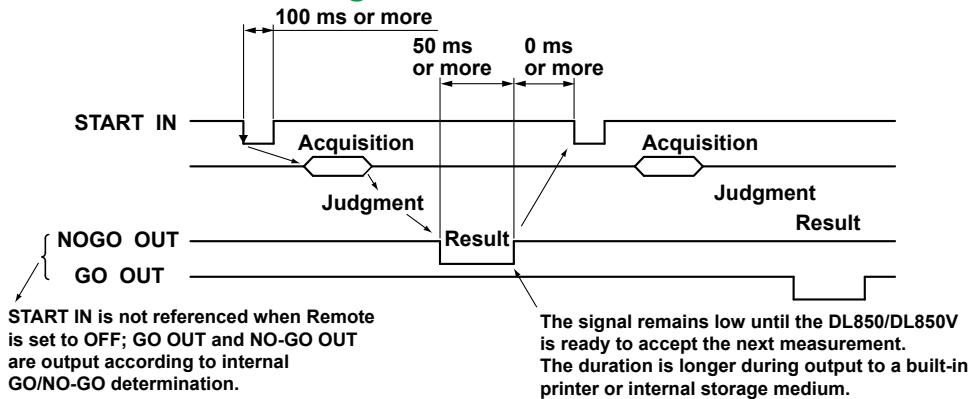 100 ms or more
50 ms
or more
0 ms
or more
START IN
Acquisition
Acquisition
Judgment
Judgment
NOGO OUT
Result
Result
GO OUT
START IN is not referenced when Remote
is set to OFF; GO OUT and NO-GO OUT
are output according to internal
GO/NO-GO determination.
The signal remains low until the DL850/DL850V
is ready to accept the next measurement.
The duration is longer during output to a built-in
printer or internal storage medium.